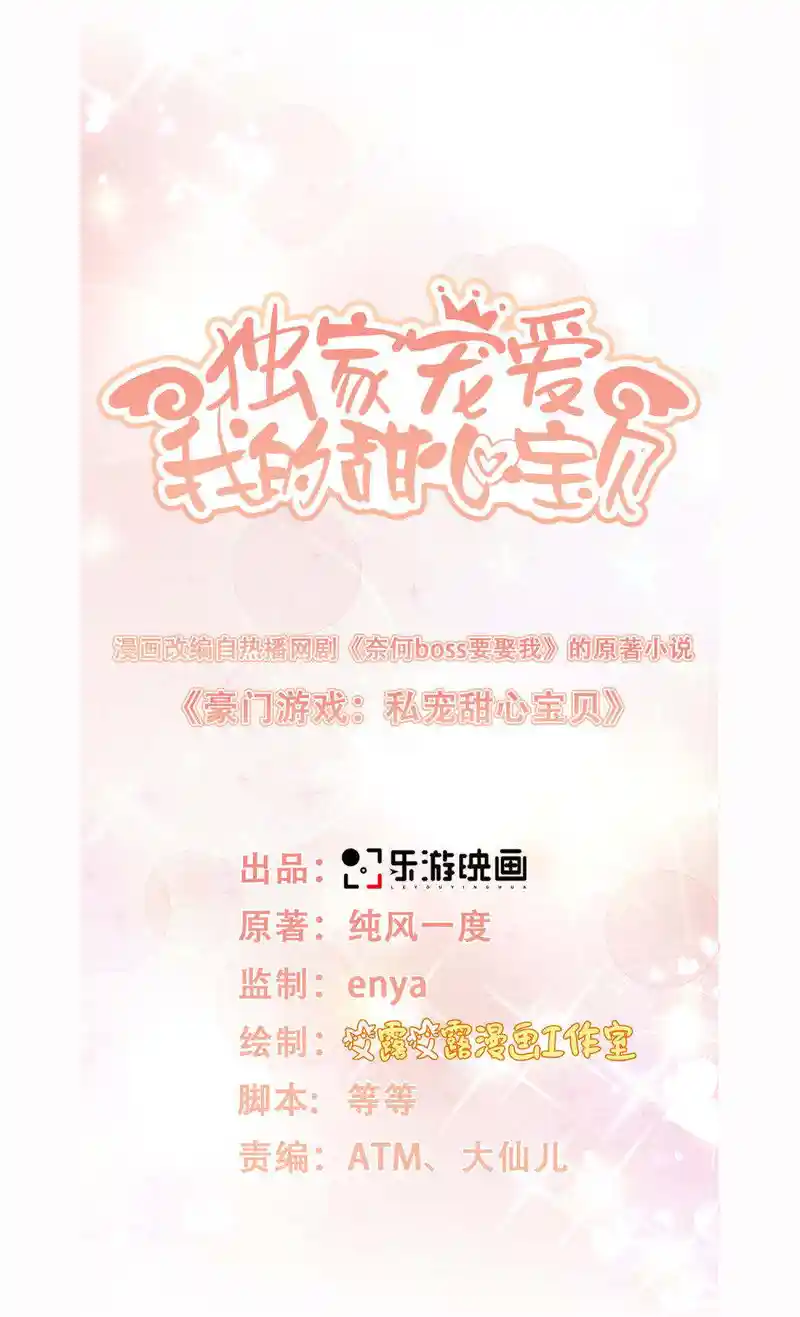 独家宠爱
我的甜心宝贝
漫画改编自热播网剧《奈何boss要娶我》的原著小说
《豪门游戏：私宠甜心宝贝》
出品：乐游映画
LEYOUYINGHUA
原著：纯风一度
监制：enya
绘制：狡露狡露漫画工作室
脚本：等等
责编：ATM、大仙儿